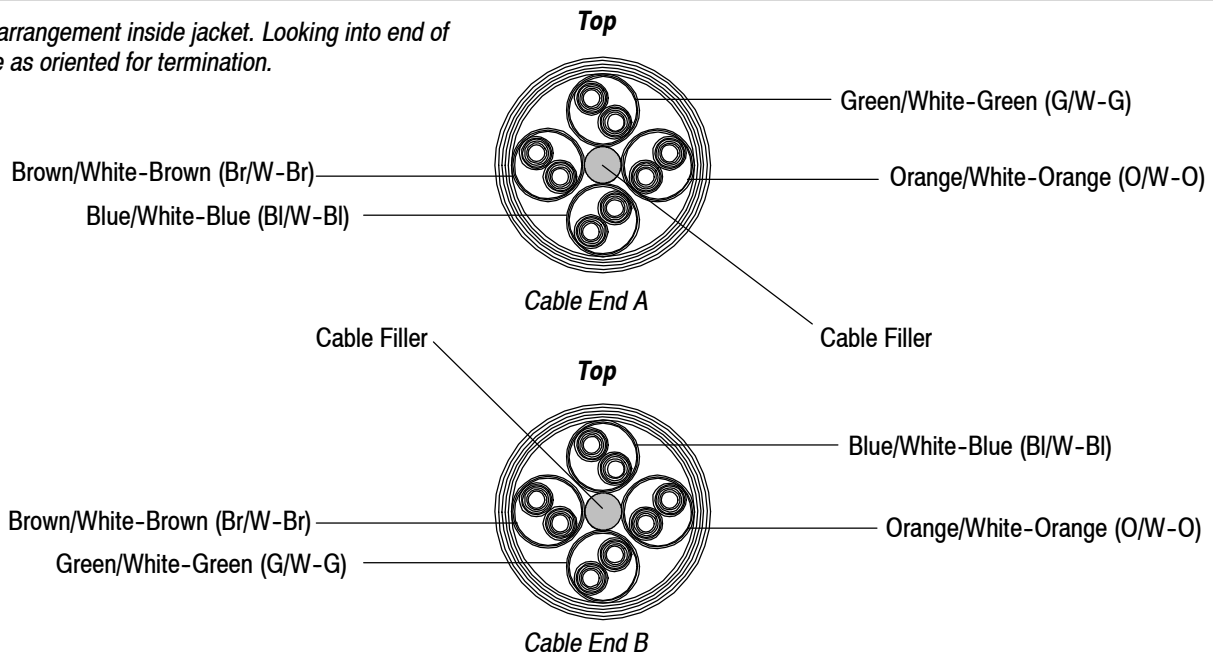 arrangement inside jacket. Looking into end of
as oriented for termination.
Top
Green/White-Green (G/W-G)
Brown/White-Brown (Br/W-Br)
Orange/White-Orange (O/W-O)
Blue/White-Blue (Bl/W-Bl)
Cable End A
Cable Filler
Cable Filler
Top
Blue/White-Blue (Bl/W-Bl)
Brown/White-Brown (Br/W-Br)
Orange/White-Orange (O/W-O)
Green/White-Green (G/W-G)
Cable End B